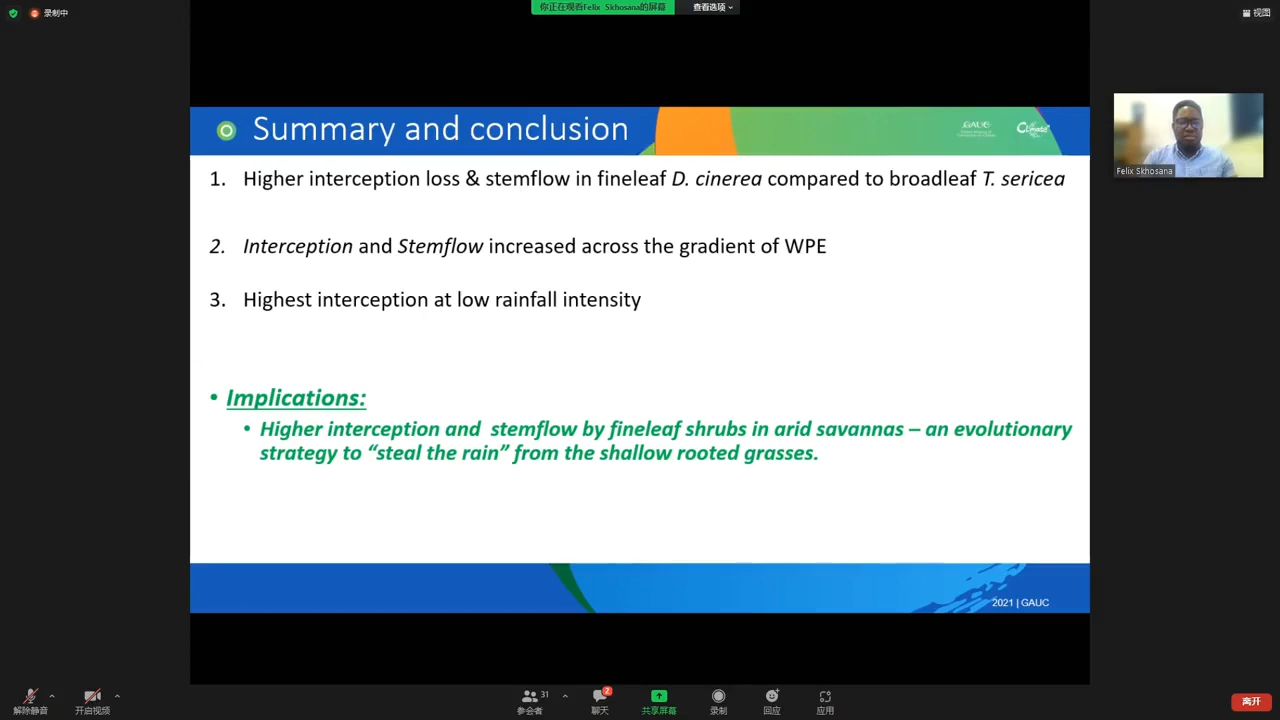 录制中
你正在观看Felix Skhosana的屏幕
查看选项
视图
Summary and conclusion
GAUC
Climate
Felix Skhosana
1. Higher interception loss & stemflow in fineleaf D. cinerea compared to broadleaf T. sericea
2. Interception and Stemflow increased across the gradient of WPE
3. Highest interception at low rainfall intensity
• Implications:
• Higher interception and stemflow by fineleaf shrubs in arid savannas – an evolutionary
strategy to “steal the rain” from the shallow rooted grasses.
2021 | GAUC
解除静音
开启视频
31
参会者
2
聊天
共享屏幕
录制
回应
应用
离开